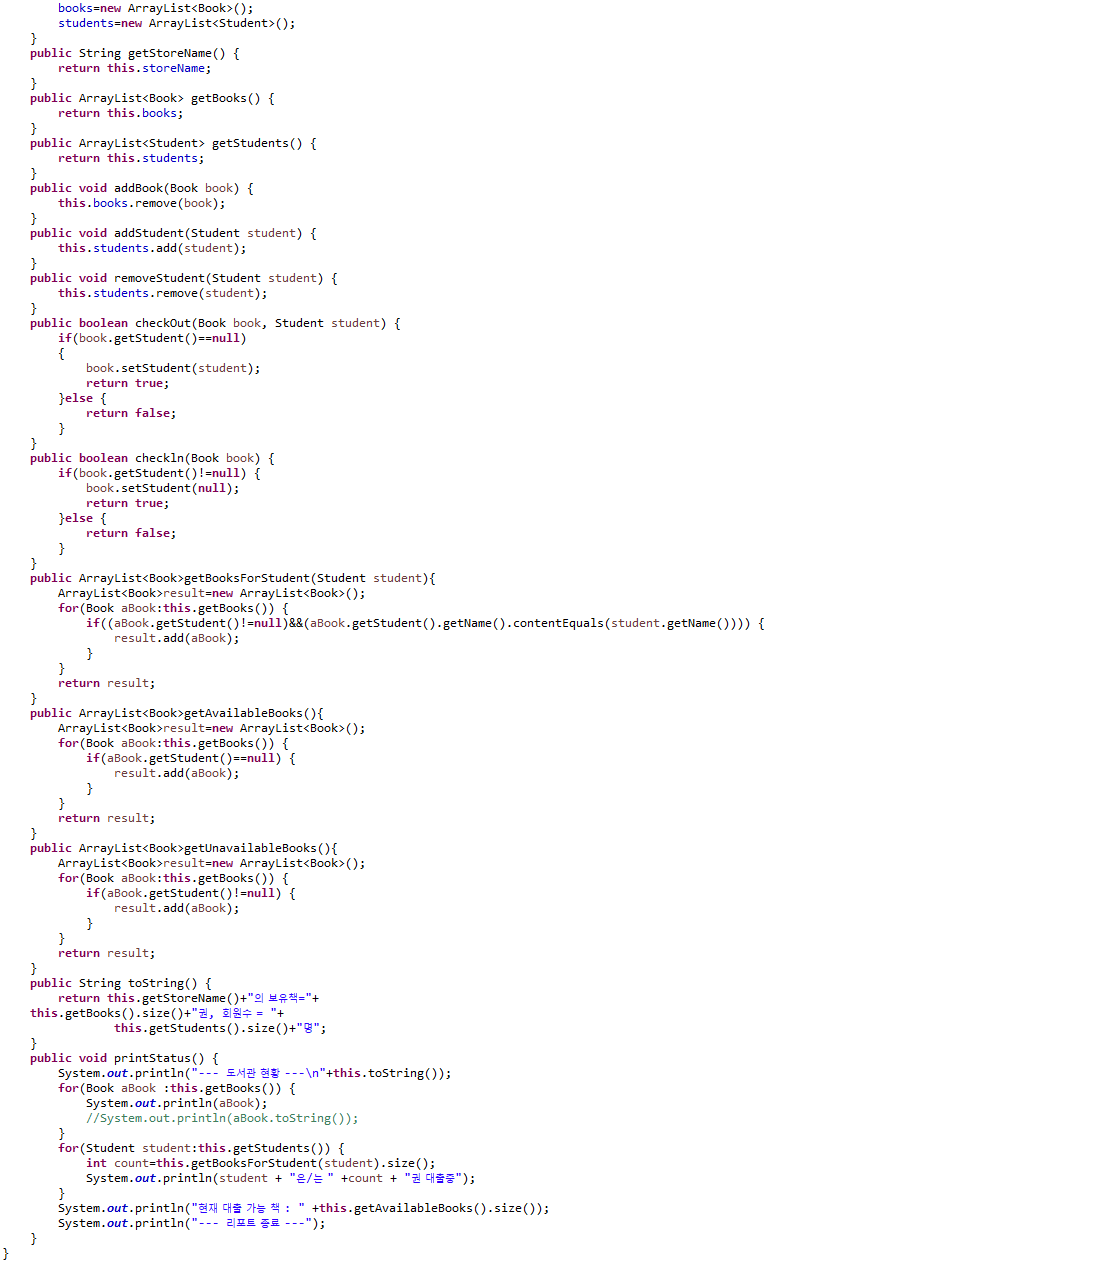 books=new ArrayList<Book>();
students=new ArrayList<Student>();
}
public String getStoreName() {
return this.storeName;
}
public ArrayList<Book> getBooks() {
return this.books;
}
public ArrayList<Student> getStudents() {
return this.students;
}
public void addBook(Book book) {
this.books.remove(book);
}
public void addStudent(Student student) {
this.students.add(student);
}
public void removeStudent(Student student) {
this.students.remove(student);
}
public boolean checkOut(Book book, Student student) {
if(book.getStudent()==null)
{
book.setStudent(student);
return true;
}else {
return false;
}
}
public boolean checkln(Book book) {
if(book.getStudent()!=null) {
book.setStudent(null);
return true;
}else {
return false;
}
}
public ArrayList<Book>getBooksForStudent(Student student){
ArrayList<Book>result=new ArrayList<Book>();
for(Book aBook:this.getBooks()) {
if((aBook.getStudent()!=null)&&(aBook.getStudent().getName().contentEquals(student.getName()))) {
result.add(aBook);
}
}
return result;
}
public ArrayList<Book>getAvailableBooks(){
ArrayList<Book>result=new ArrayList<Book>();
for(Book aBook:this.getBooks()) {
if(aBook.getStudent()==null) {
result.add(aBook);
}
}
return result;
}
public ArrayList<Book>getUnavailableBooks(){
ArrayList<Book>result=new ArrayList<Book>();
for(Book aBook:this.getBooks()) {
if(aBook.getStudent()!=null) {
result.add(aBook);
}
}
return result;
}
public String toString() {
return this.getStoreName()+"의 보유책="+
this.getBooks().size()+"권, 회원수 = "+
this.getStudents().size()+"명";
}
public void printStatus() {
System.out.println("--- 도서관 현황 ---\n"+this.toString());
for(Book aBook :this.getBooks()) {
System.out.println(aBook);
//System.out.println(aBook.toString());
}
for(Student student:this.getStudents()) {
int count=this.getBooksForStudent(student).size();
System.out.println(student + "은/는 " +count + "권 대출중");
}
System.out.println("현재 대출 가능 책 : " +this.getAvailableBooks().size());
System.out.println("--- 리포트 종료 ---");
}
}